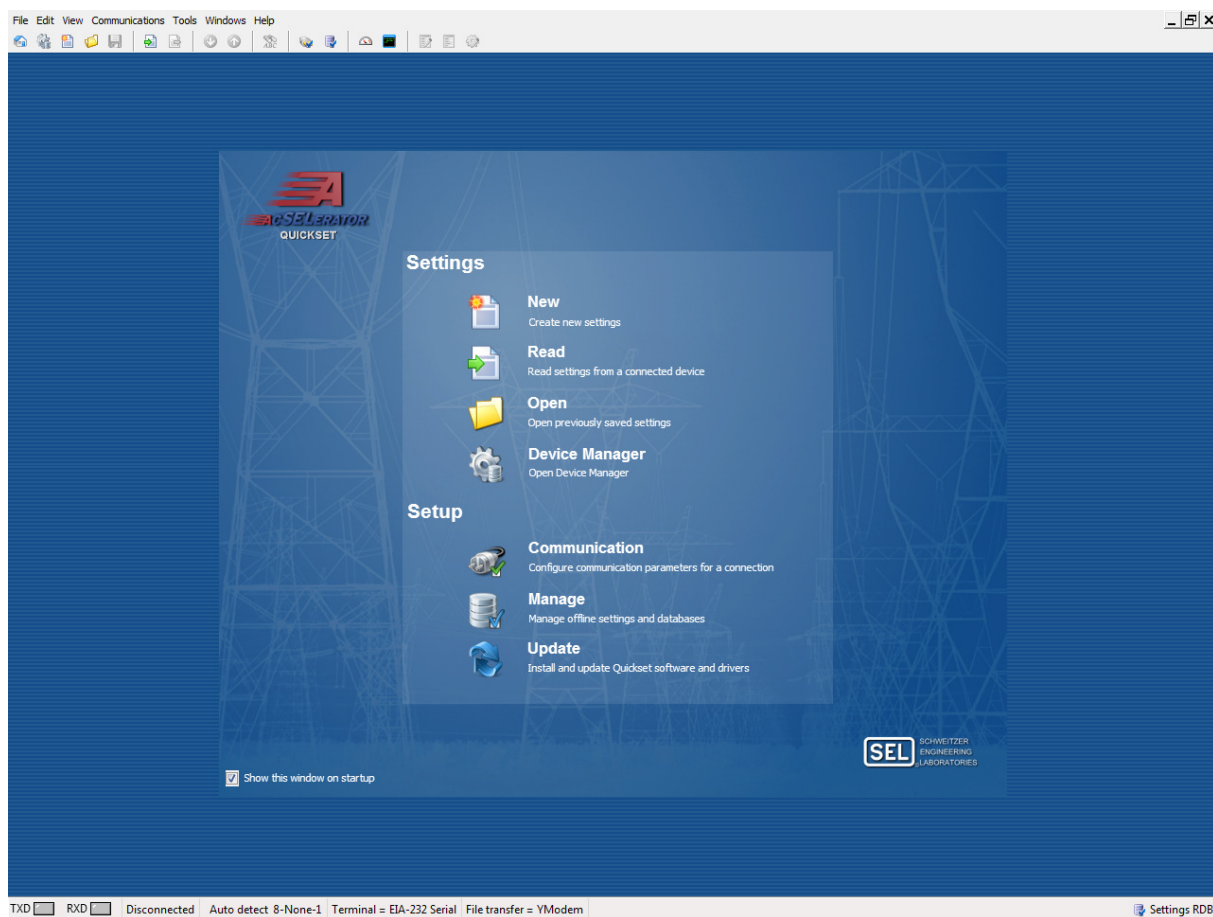 File Edit View Communications Tools Windows Help
ACSELERATOR
QUICKSET
Settings
New
Create new settings
Read
Read settings from a connected device
Open
Open previously saved settings
Device Manager
Open Device Manager
Setup
Communication
Configure communication parameters for a connection
Manage
Manage offline settings and databases
Update
Install and update Quickset software and drivers
SEL
SCHWEITZER
ENGINEERING
LABORATORIES
Show this window on startup
TXD RXD Disconnected Auto detect 8-None-1 Terminal = EIA-232 Serial File transfer = YModem Settings RDB